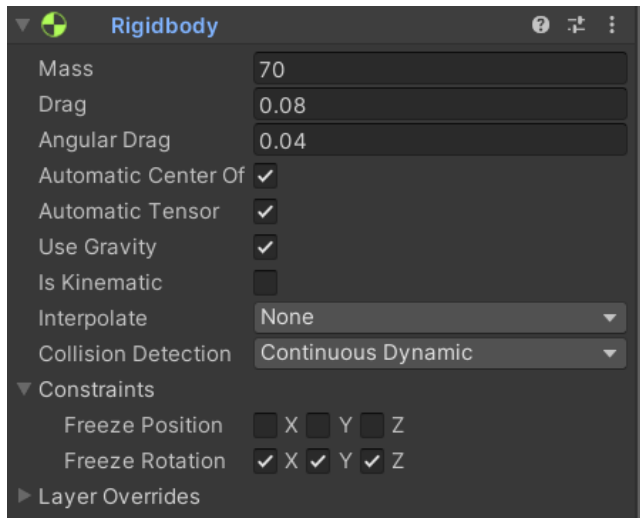 Rigidbody
Mass 70
Drag 0.08
Angular Drag 0.04
Automatic Center Of
Automatic Tensor
Use Gravity
Is Kinematic
Interpolate None
Collision Detection Continuous Dynamic
Constraints
Freeze Position X Y Z
Freeze Rotation X Y Z
Layer Overrides